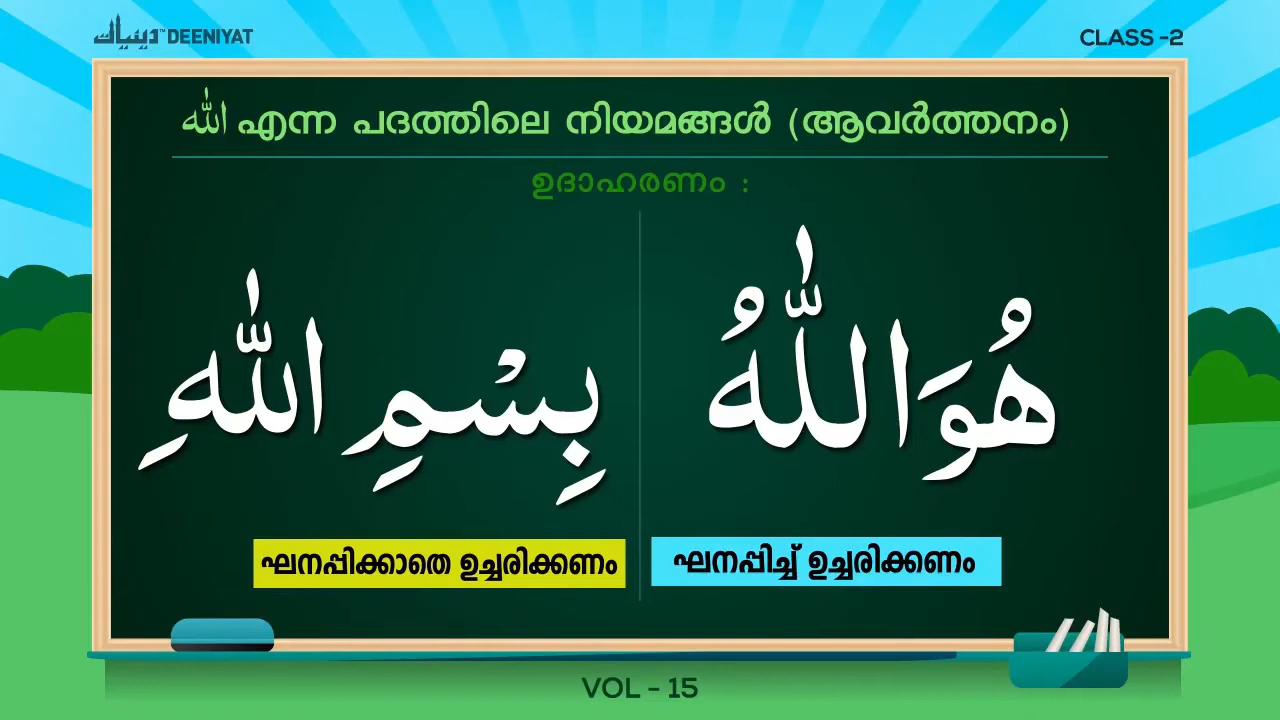 دينيات™ DEENIYAT
CLASS -2
الله എന്ന പദത്തിലെ നിയമങ്ങൾ (ആവർത്തനം)
ഉദാഹരണം :
هُوَ اللّٰهُ
بِسْمِ اللّٰهِ
ഘനപ്പിച്ച് ഉച്ചരിക്കണം
ഘനപ്പിക്കാതെ ഉച്ചരിക്കണം
VOL - 15